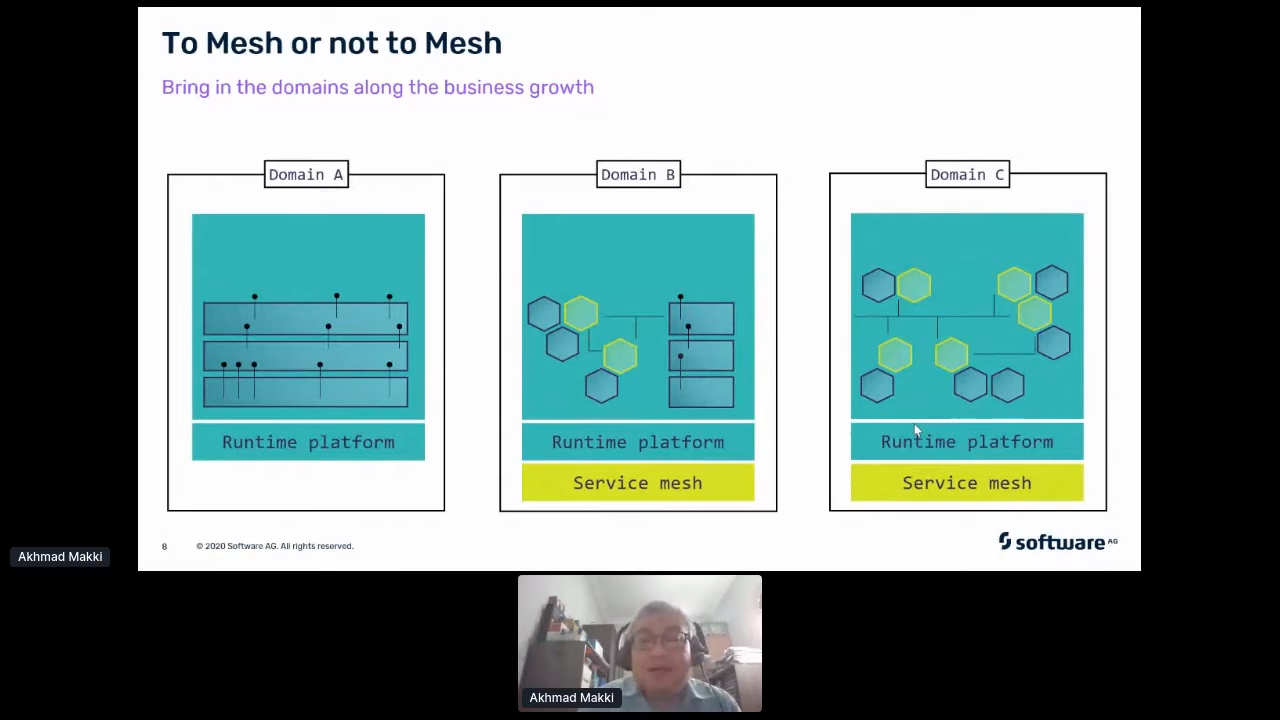 To Mesh or not to Mesh
Bring in the domains along the business growth
Domain A
Domain B
Domain C
Runtime platform
Runtime platform
Runtime platform
Service mesh
Service mesh
8
© 2020 Software AG. All rights reserved.
software AG
Akhmad Makki
Akhmad Makki